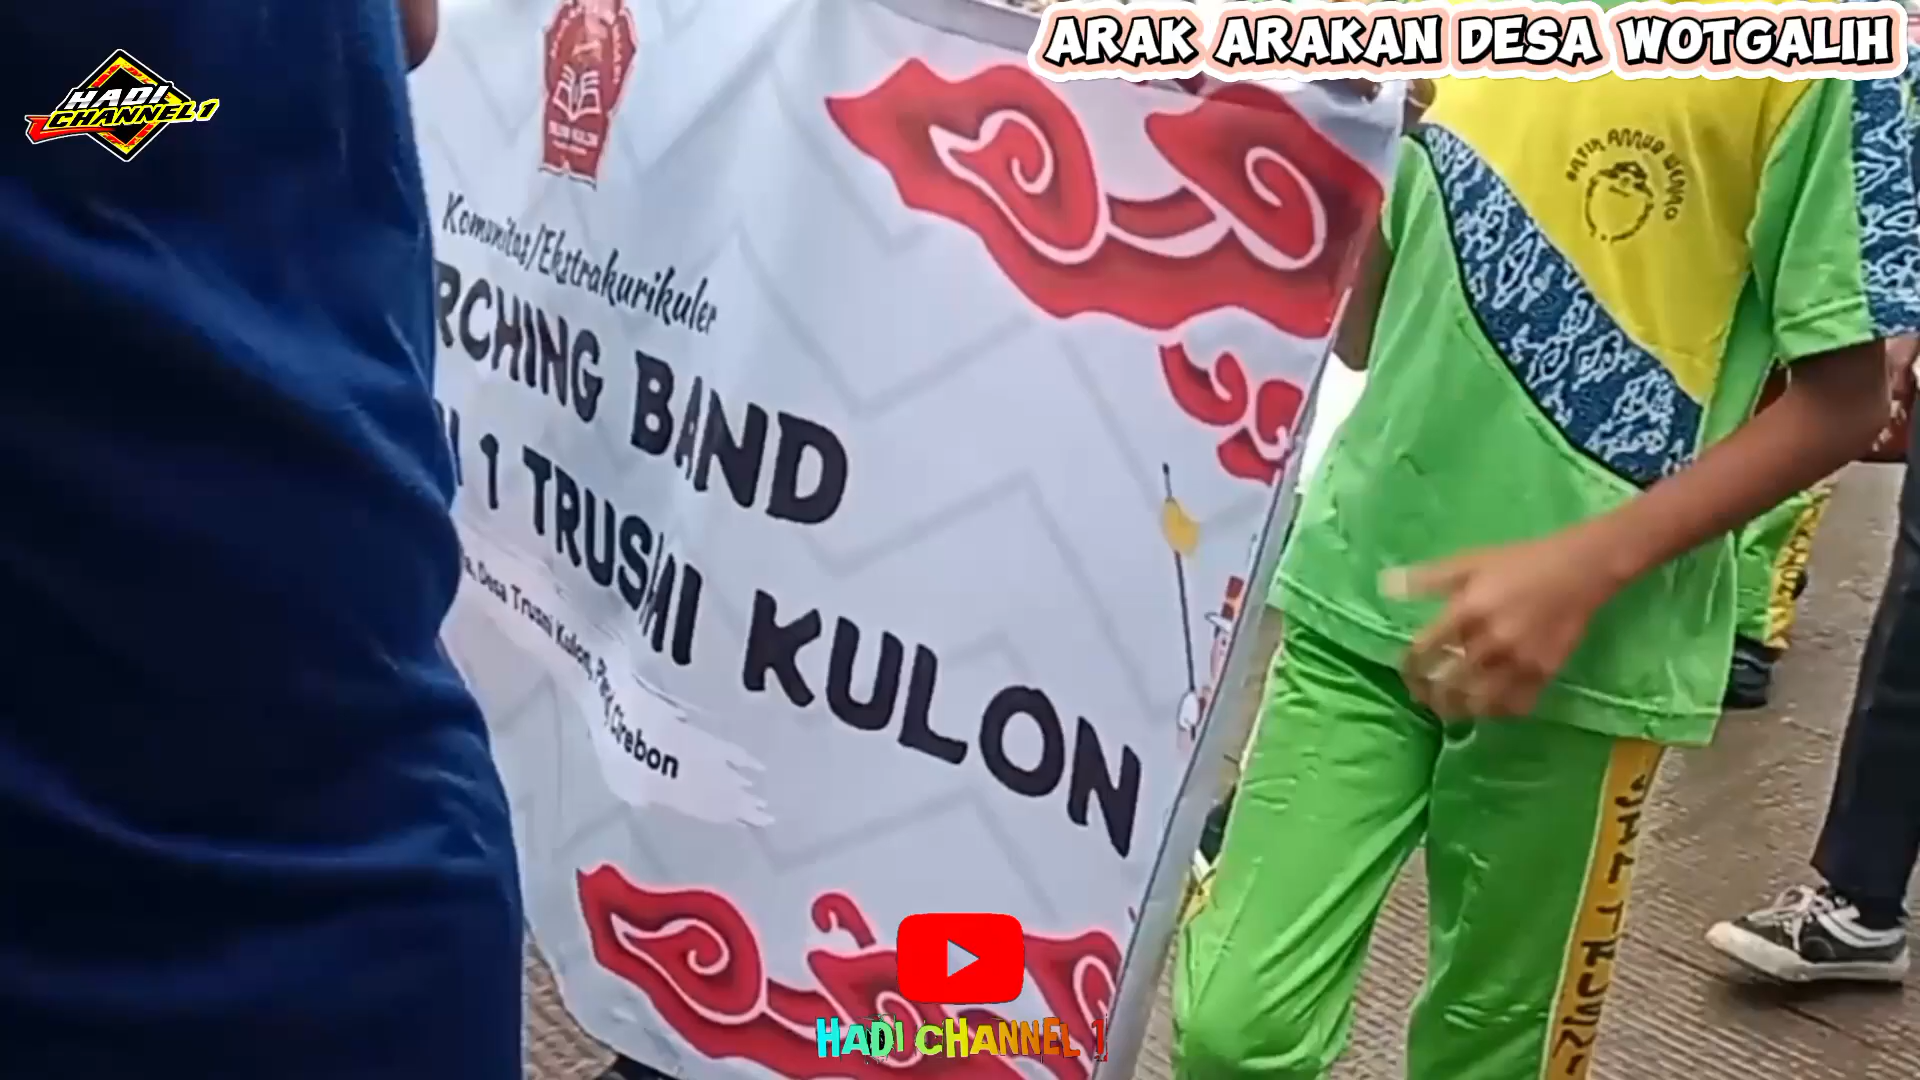 ARAK ARAKAN DESA WOTGALIH
HADI
CHANNEL 1
Komunitas/Ekstrakurikuler
RCHING BAND
1 TRUSMI KULON
Desa Trusmi Kulon,
Cirebon
BATIK
HADI CHANNEL 1